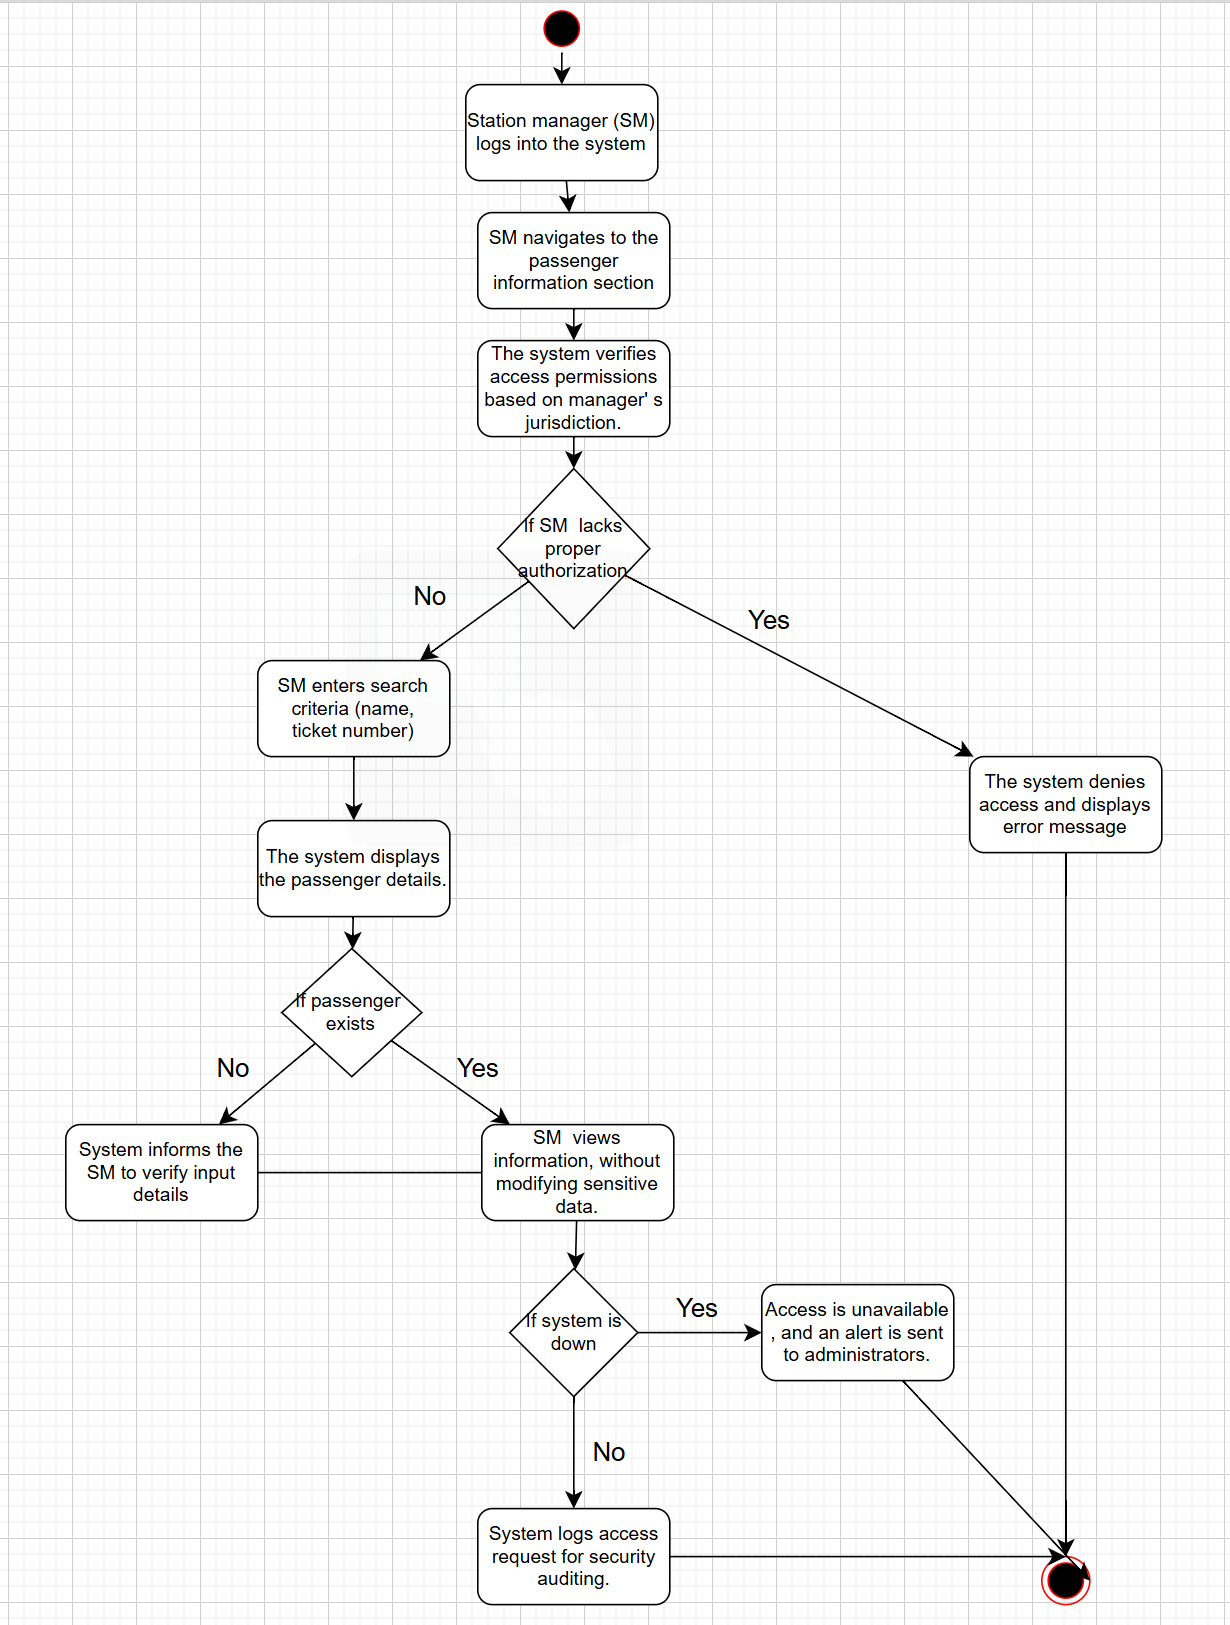 Station manager (SM)
logs into the system
SM navigates to the
passenger
information section
The system verifies
access permissions
based on manager' s
jurisdiction.
If SM  lacks
proper
authorization
No
Yes
SM enters search
criteria (name,
ticket number)
The system denies
access and displays
error message
The system displays
the passenger details.
If passenger
exists
No
Yes
System informs the
SM to verify input
details
SM  views
information, without
modifying sensitive
data.
If system is
down
Yes
Access is unavailable
, and an alert is sent
to administrators.
No
System logs access
request for security
auditing.